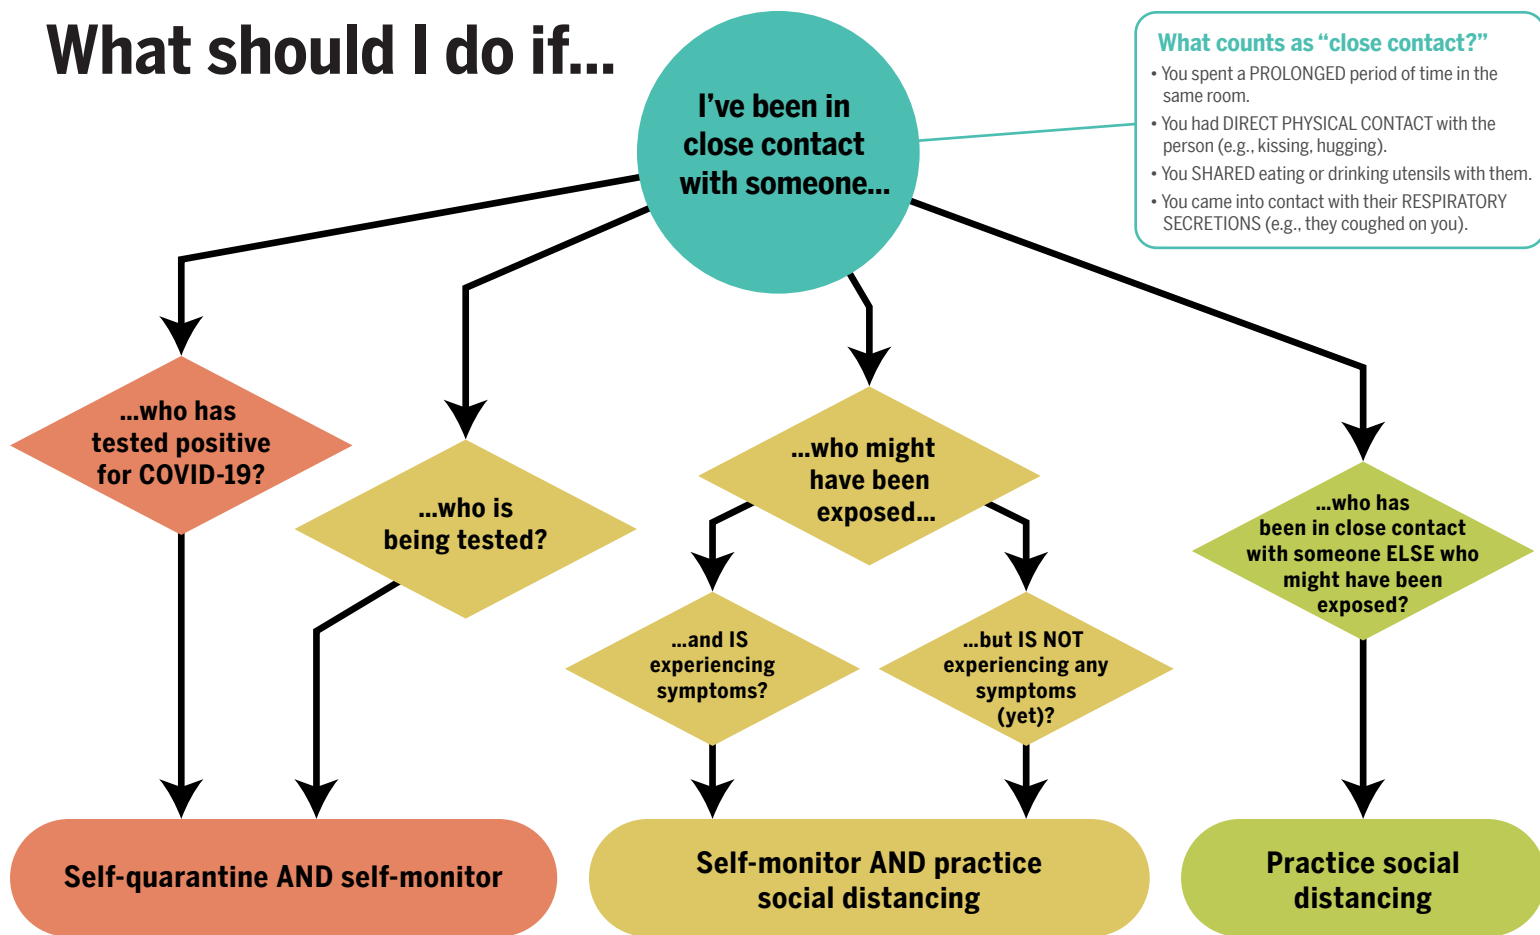 What should I do if...
I’ve been in
close contact
with someone...
What counts as “close contact?”
• You spent a PROLONGED period of time in the
same room.
• You had DIRECT PHYSICAL CONTACT with the
person (e.g., kissing, hugging).
• You SHARED eating or drinking utensils with them.
• You came into contact with their RESPIRATORY
SECRETIONS (e.g., they coughed on you).
...who has
tested positive
for COVID-19?
...who is
being tested?
...who might
have been
exposed...
...who has
been in close contact
with someone ELSE who
might have been
exposed?
...and IS
experiencing
symptoms?
...but IS NOT
experiencing any
symptoms
(yet)?
Self-quarantine AND self-monitor
Self-monitor AND practice
social distancing
Practice social
distancing